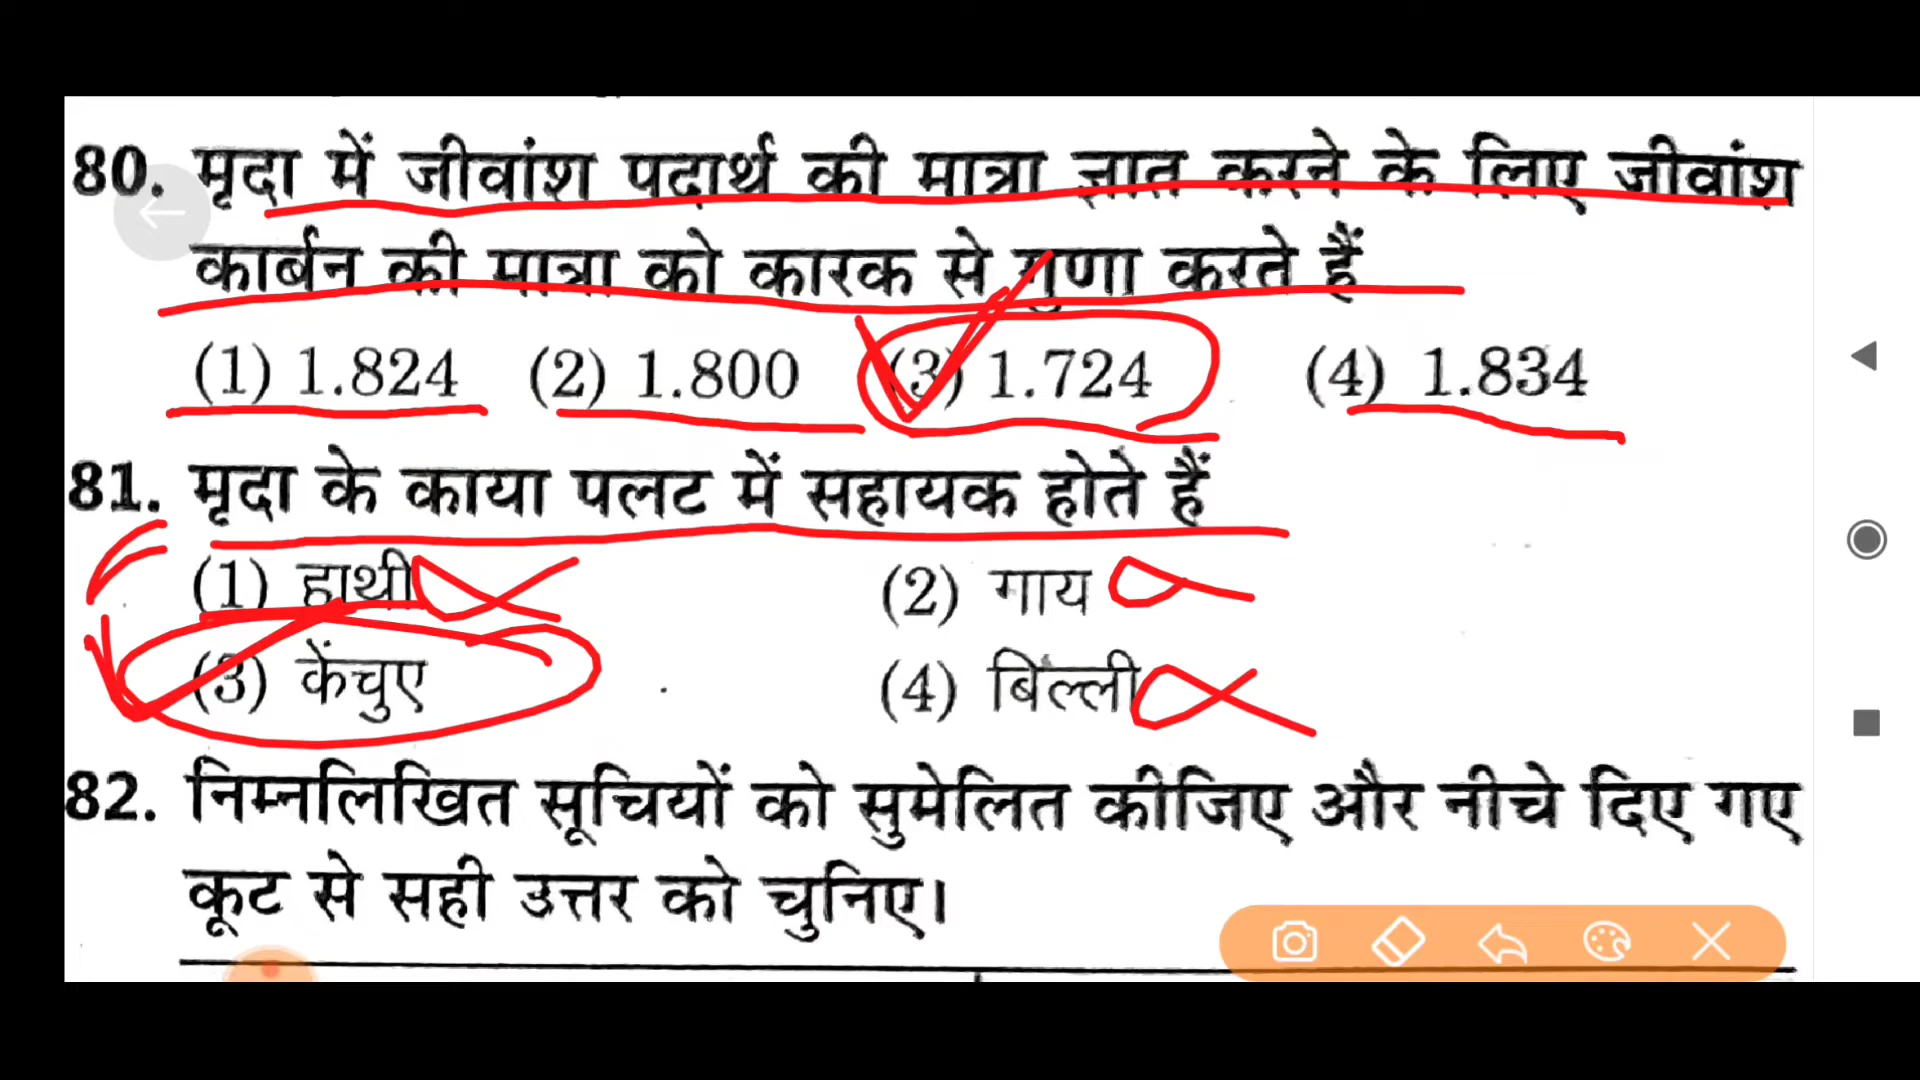 80. मृदा में जीवांश पदार्थ की मात्रा ज्ञात करने के लिए जीवांश
कार्बन की मात्रा को कारक से गुणा करते हैं
(1) 1.824 (2) 1.800 (3) 1.724 (4) 1.834
81. मृदा के काया पलट में सहायक होते हैं
(1) हाथी (2) गाय
(3) केंचुए (4) बिल्ली
82. निम्नलिखित सूचियों को सुमेलित कीजिए और नीचे दिए गए
कूट से सही उत्तर को चुनिए।